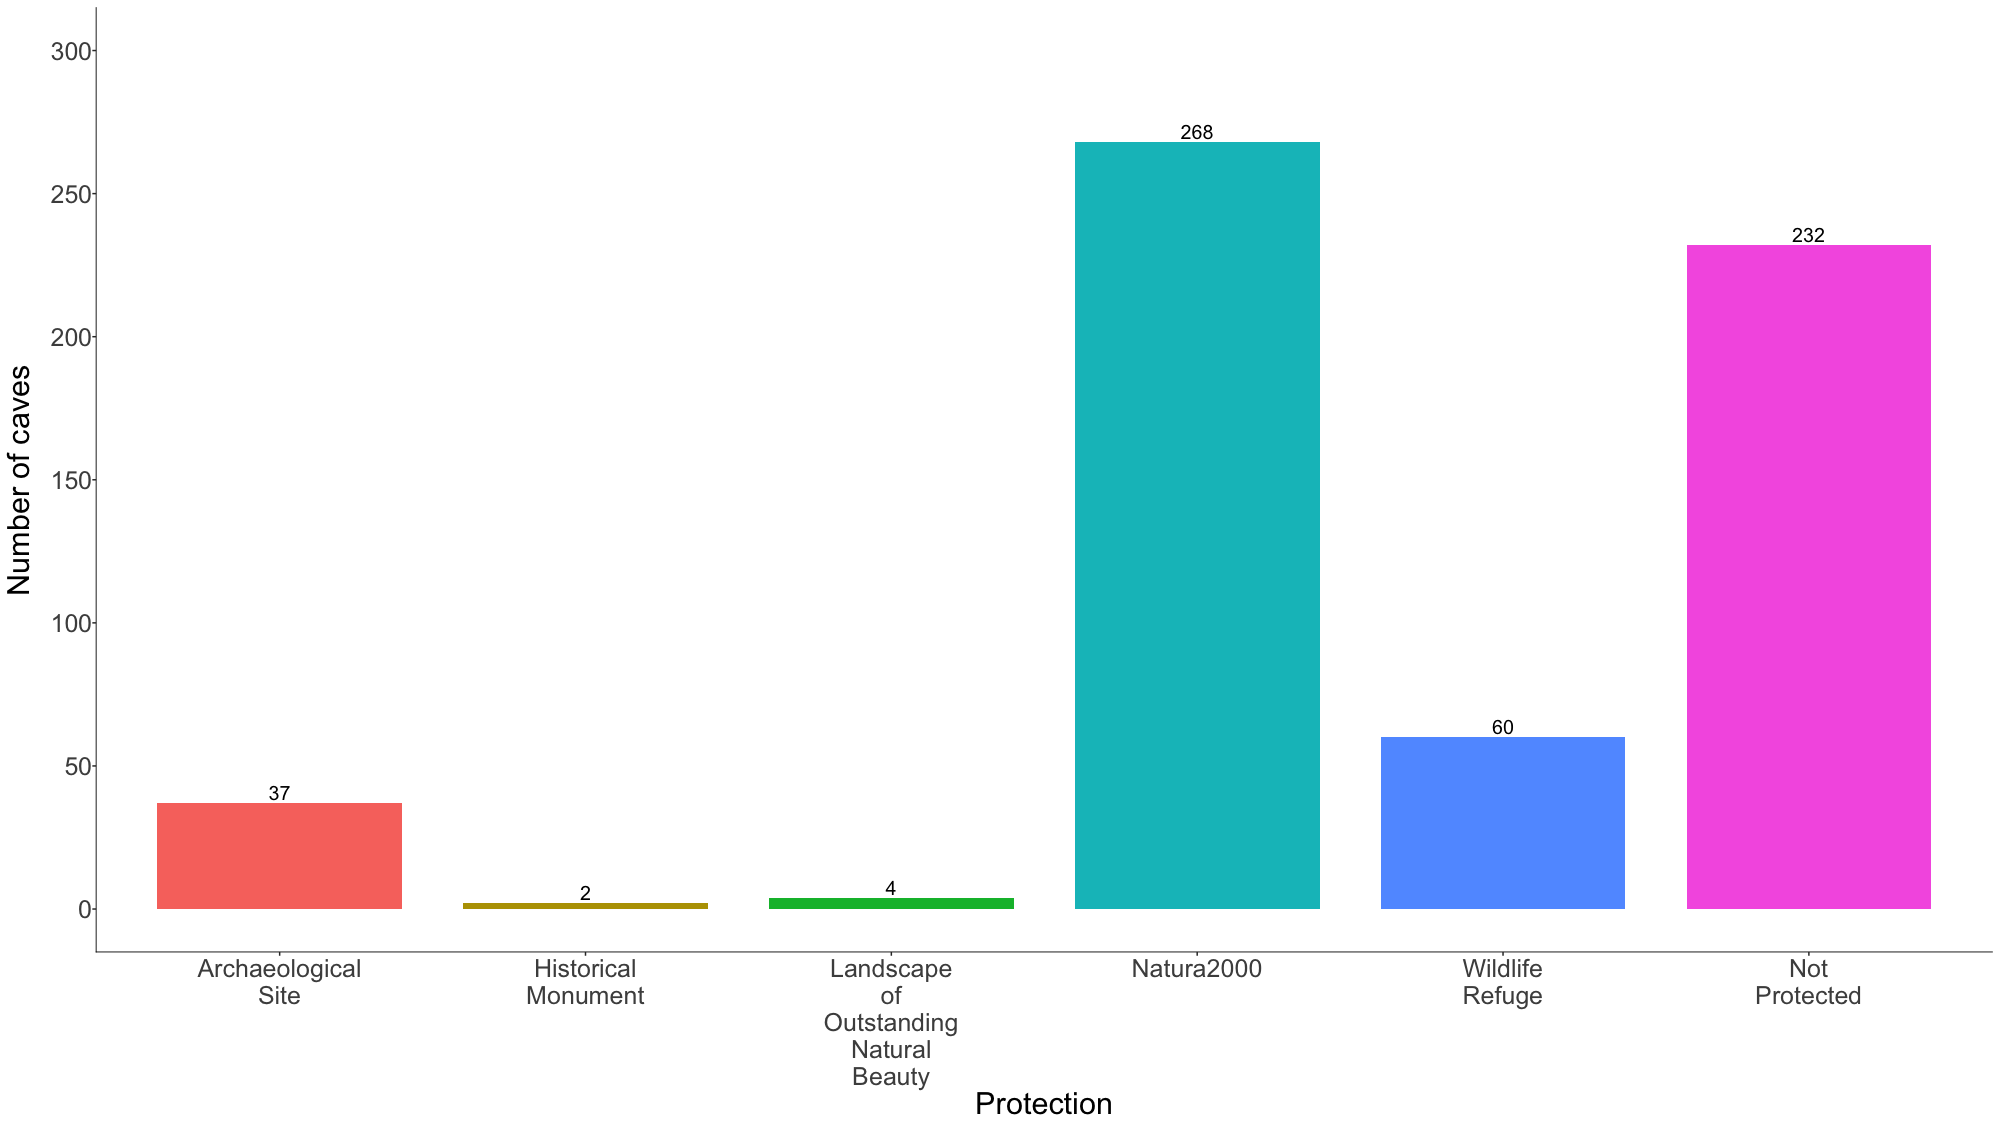 Number of caves
300
250
200
150
100
50
0
37
2
4
268
60
232
Archaeological
Site
Historical
Monument
Landscape
of
Outstanding
Natural
Beauty
Natura2000
Wildlife
Refuge
Not
Protected
Protection